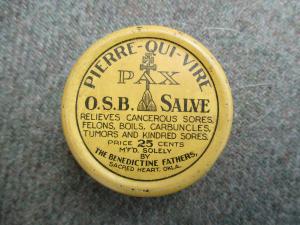 PIERRE-QUI-VIRE
PAX
O.S.B. SALVE
RELIEVES CANCEROUS SORES,
FELONS, BOILS, CARBUNCLES,
TUMORS AND KINDRED SORES.
PRICE 25 CENTS
M'F'D. SOLELY
BY
THE BENEDICTINE FATHERS,
SACRED HEART, OKLA.